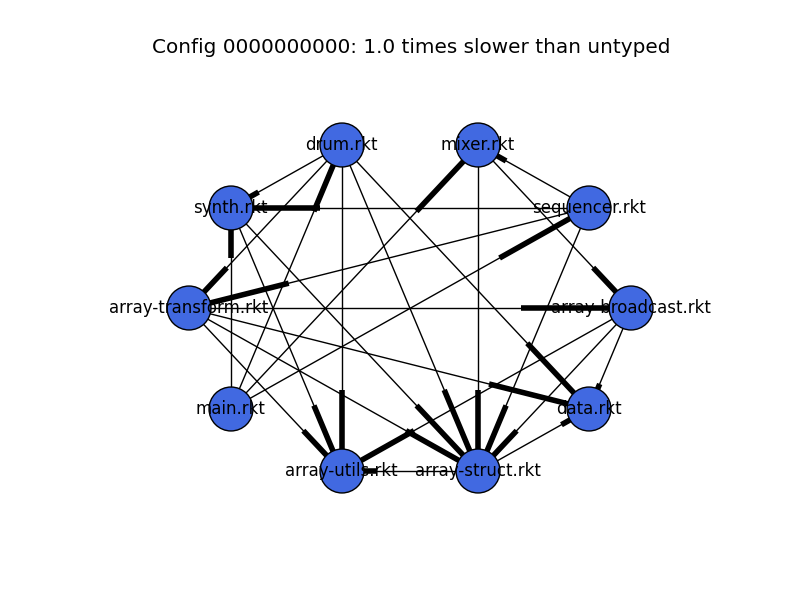 Config 0000000000: 1.0 times slower than untyped
drum.rkt
mixer.rkt
synth.rkt
sequencer.rkt
array-transform.rkt
array-broadcast.rkt
main.rkt
data.rkt
array-utils.rkt
array-struct.rkt